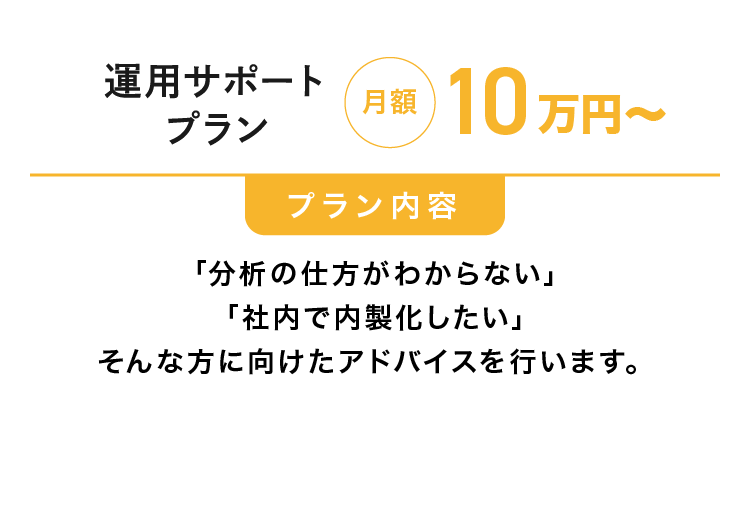 運用サポート
プラン
月額
10万円〜
プラン内容
「分析の仕方がわからない」
「社内で内製化したい」
そんな方に向けたアドバイスを行います。